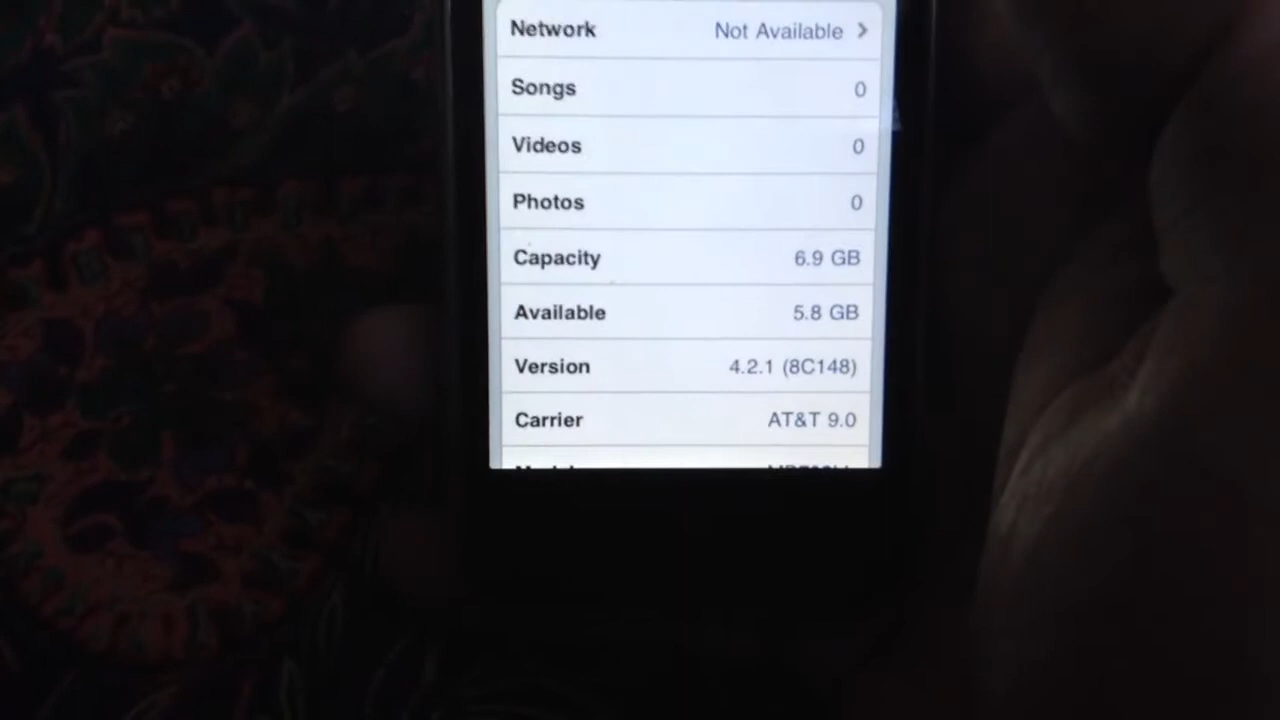 Network Not Available
Songs 0
Videos 0
Photos 0
Capacity 6.9 GB
Available 5.8 GB
Version 4.2.1 (8C148)
Carrier AT&T 9.0